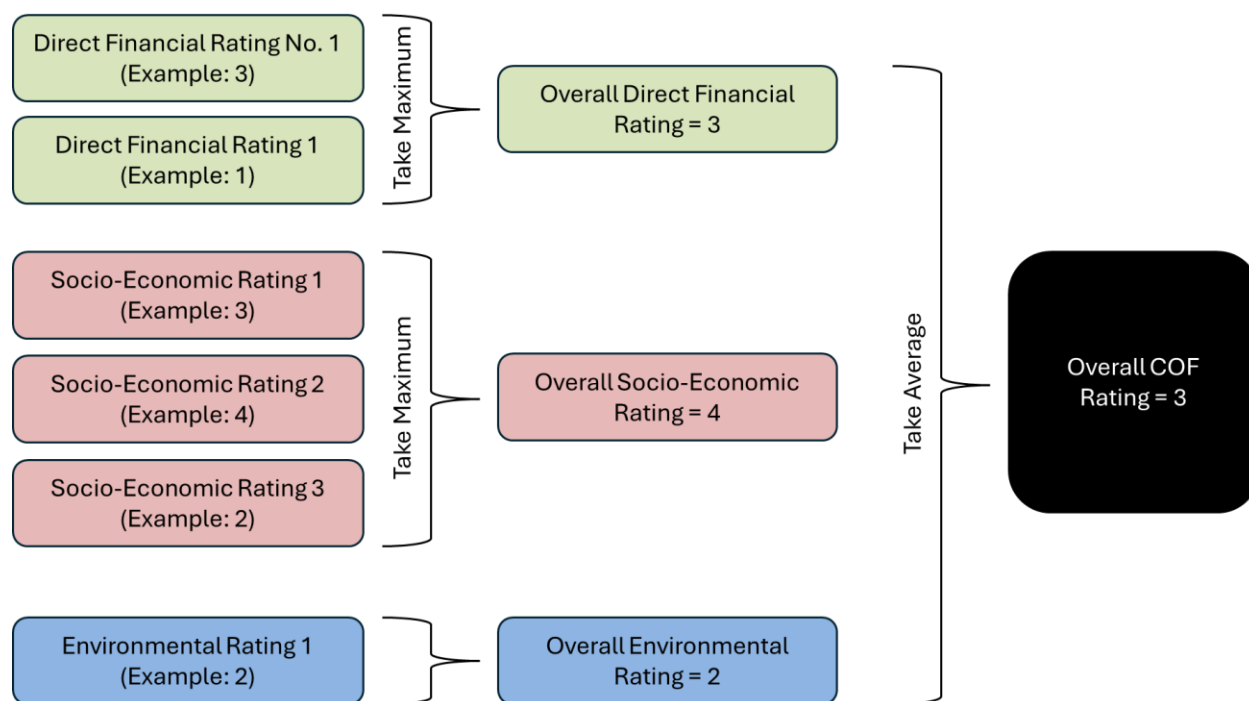 Direct Financial Rating No. 1
(Example: 3)
Direct Financial Rating 1
(Example: 1)
Take Maximum
Overall Direct Financial
Rating = 3
Socio-Economic Rating 1
(Example: 3)
Socio-Economic Rating 2
(Example: 4)
Socio-Economic Rating 3
(Example: 2)
Take Maximum
Overall Socio-Economic
Rating = 4
Environmental Rating 1
(Example: 2)
Overall Environmental
Rating = 2
Take Average
Overall COF
Rating = 3